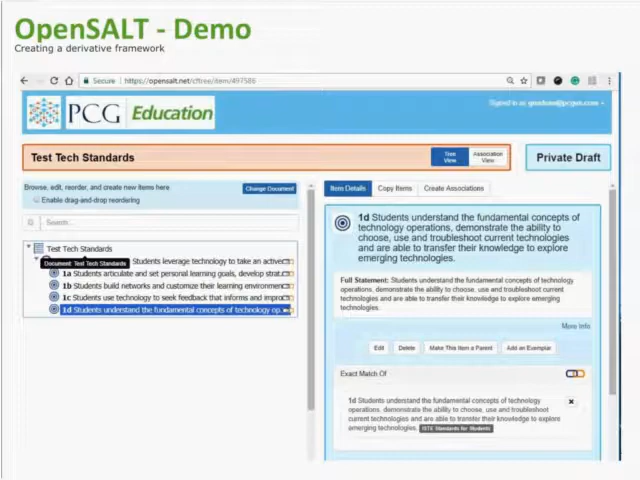 OpenSALT - Demo
Creating a derivative framework
Secure
https://opensalt.net/cftree/item/497586
PCG Education
Signed in as
Test Tech Standards
Tree View
Association View
Private Draft
Browse, edit, reorder, and create new items here
Change Document
Enable drag-and-drop reordering
Search...
Test Tech Standards
Document: Test Tech Standards
Students leverage technology to take an active
1a Students articulate and set personal learning goals, develop strat
1b Students build networks and customize their learning environmen
1c Students use technology to seek feedback that informs and improv
1d Students understand the fundamental concepts of technology op...
Item Details
Copy Items
Create Associations
1d Students understand the fundamental concepts of
technology operations, demonstrate the ability to
choose, use and troubleshoot current technologies
and are able to transfer their knowledge to explore
emerging technologies.
Full Statement: Students understand the fundamental concepts of technology
operations, demonstrate the ability to choose, use and troubleshoot current
technologies and are able to transfer their knowledge to explore emerging
technologies.
More Info
Edit
Delete
Make This Item a Parent
Add an Exemplar
Exact Match Of
1d Students understand the fundamental concepts of technology
operations, demonstrate the ability to choose, use and troubleshoot
current technologies and are able to transfer their knowledge to explore
emerging technologies. ISTE Standards for Students